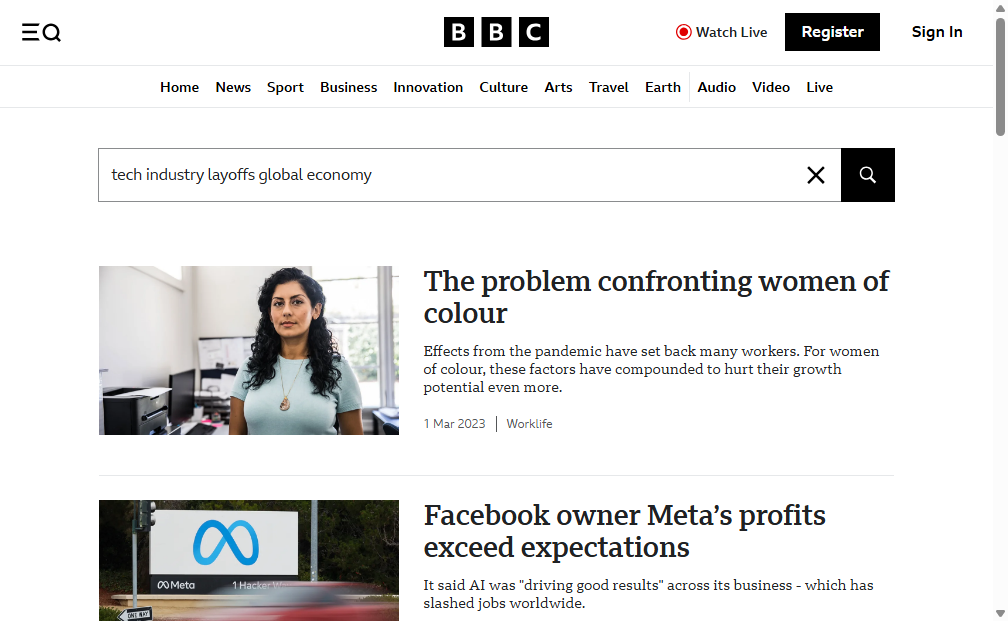 BBC
Watch Live
Register
Sign In
Home News Sport Business Innovation Culture Arts Travel Earth Audio Video Live
tech industry layoffs global economy
The problem confronting women of
colour
Effects from the pandemic have set back many workers. For women
of colour, these factors have compounded to hurt their growth
potential even more.
1 Mar 2023 | Worklife
Meta
1 Hacker Way
ONE WAY
Facebook owner Meta’s profits
exceed expectations
It said AI was "driving good results" across its business - which has
slashed jobs worldwide.